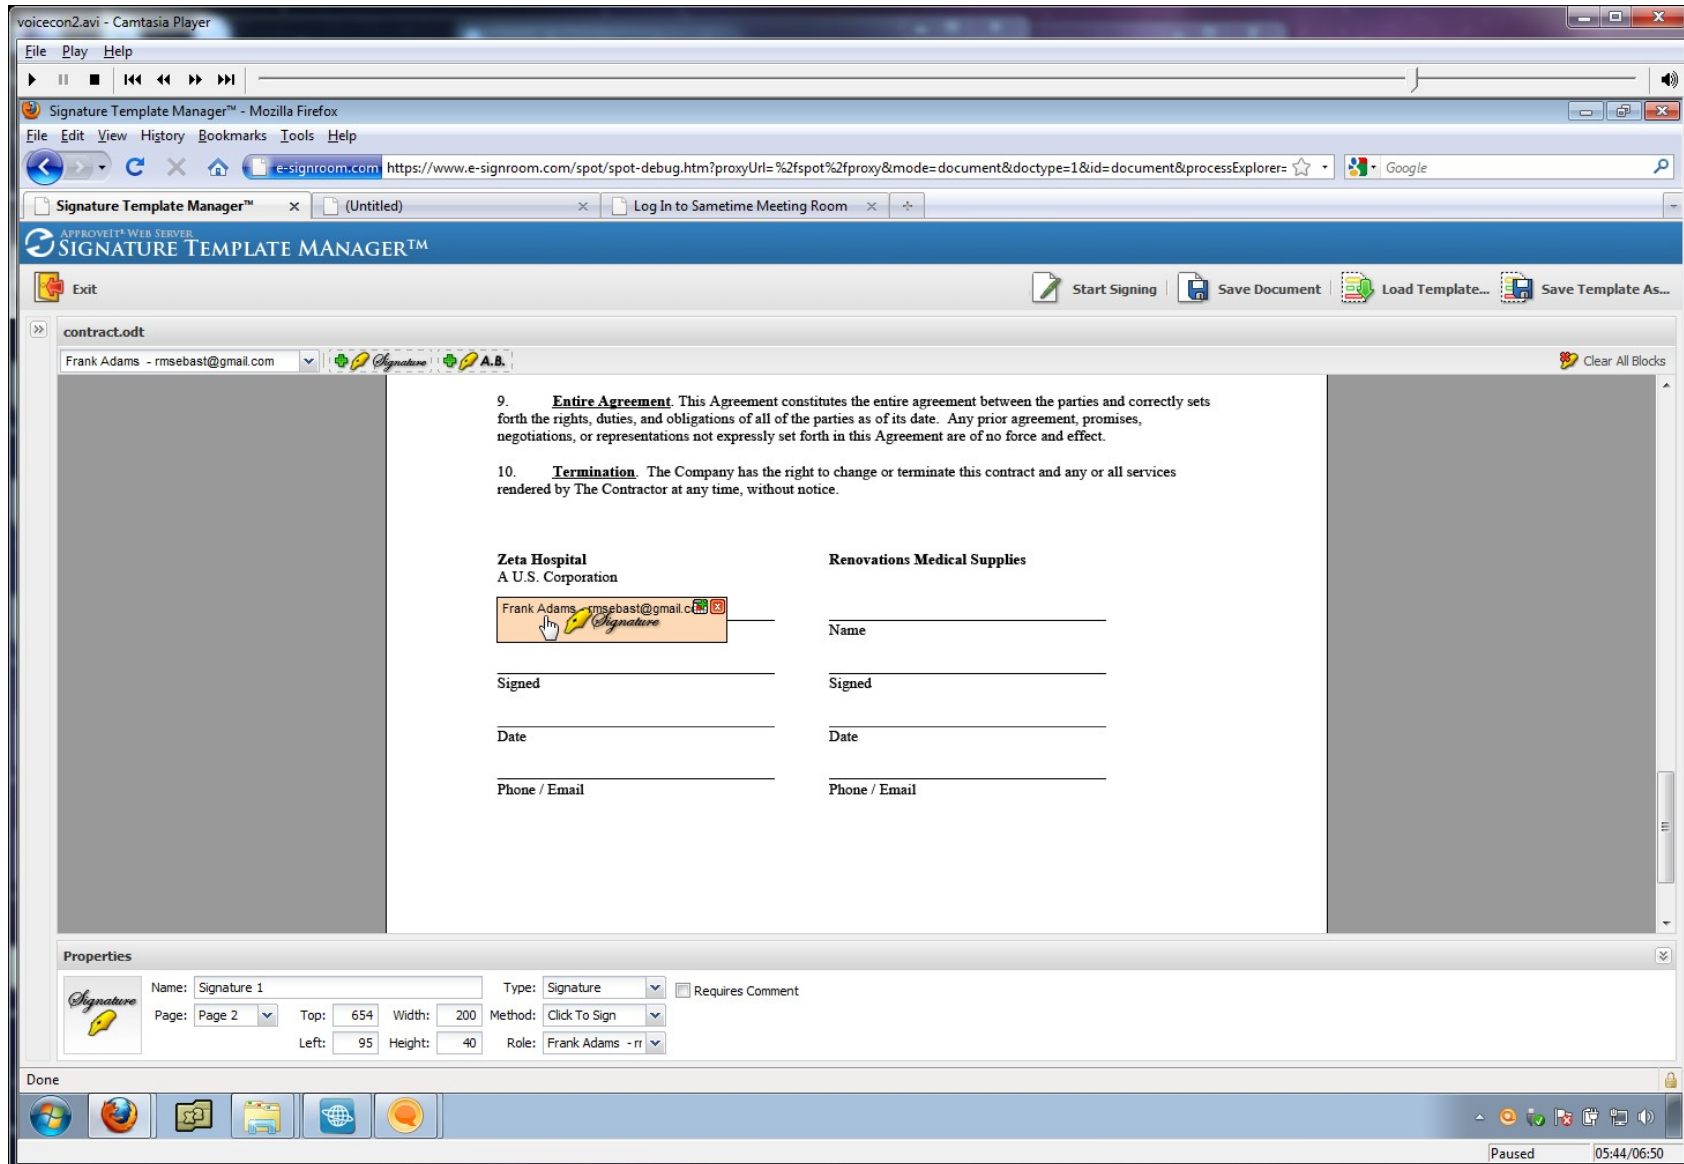 voicecon2.avi - Camtasia Player
File Play Help
Signature Template Manager™ - Mozilla Firefox
File Edit View History Bookmarks Tools Help
e-signroom.com https://www.e-signroom.com/spot/spot-debug.htm?proxyUrl=%2fspot%2fproxy&mode=document&doctype=1&id=document&processExplorer= Google
Signature Template Manager™ (Untitled) Log In to Sametime Meeting Room
APPROVEIT® WEB SERVER
SIGNATURE TEMPLATE MANAGER™
Exit Start Signing Save Document Load Template... Save Template As...
contract.odt
Frank Adams - rmsebast@gmail.com Signature A.B. Clear All Blocks
9. Entire Agreement. This Agreement constitutes the entire agreement between the parties and correctly sets
forth the rights, duties, and obligations of all of the parties as of its date. Any prior agreement, promises,
negotiations, or representations not expressly set forth in this Agreement are of no force and effect.
10. Termination. The Company has the right to change or terminate this contract and any or all services
rendered by The Contractor at any time, without notice.
Zeta Hospital Renovations Medical Supplies
A U.S. Corporation
Frank Adams - rmsebast@gmail.c
Signature
Name
Signed Signed
Date Date
Phone / Email Phone / Email
Properties
Signature
Name: Signature 1 Type: Signature Requires Comment
Page: Page 2 Top: 654 Width: 200 Method: Click To Sign
Left: 95 Height: 40 Role: Frank Adams - rr
Done
Paused 05:44/06:50